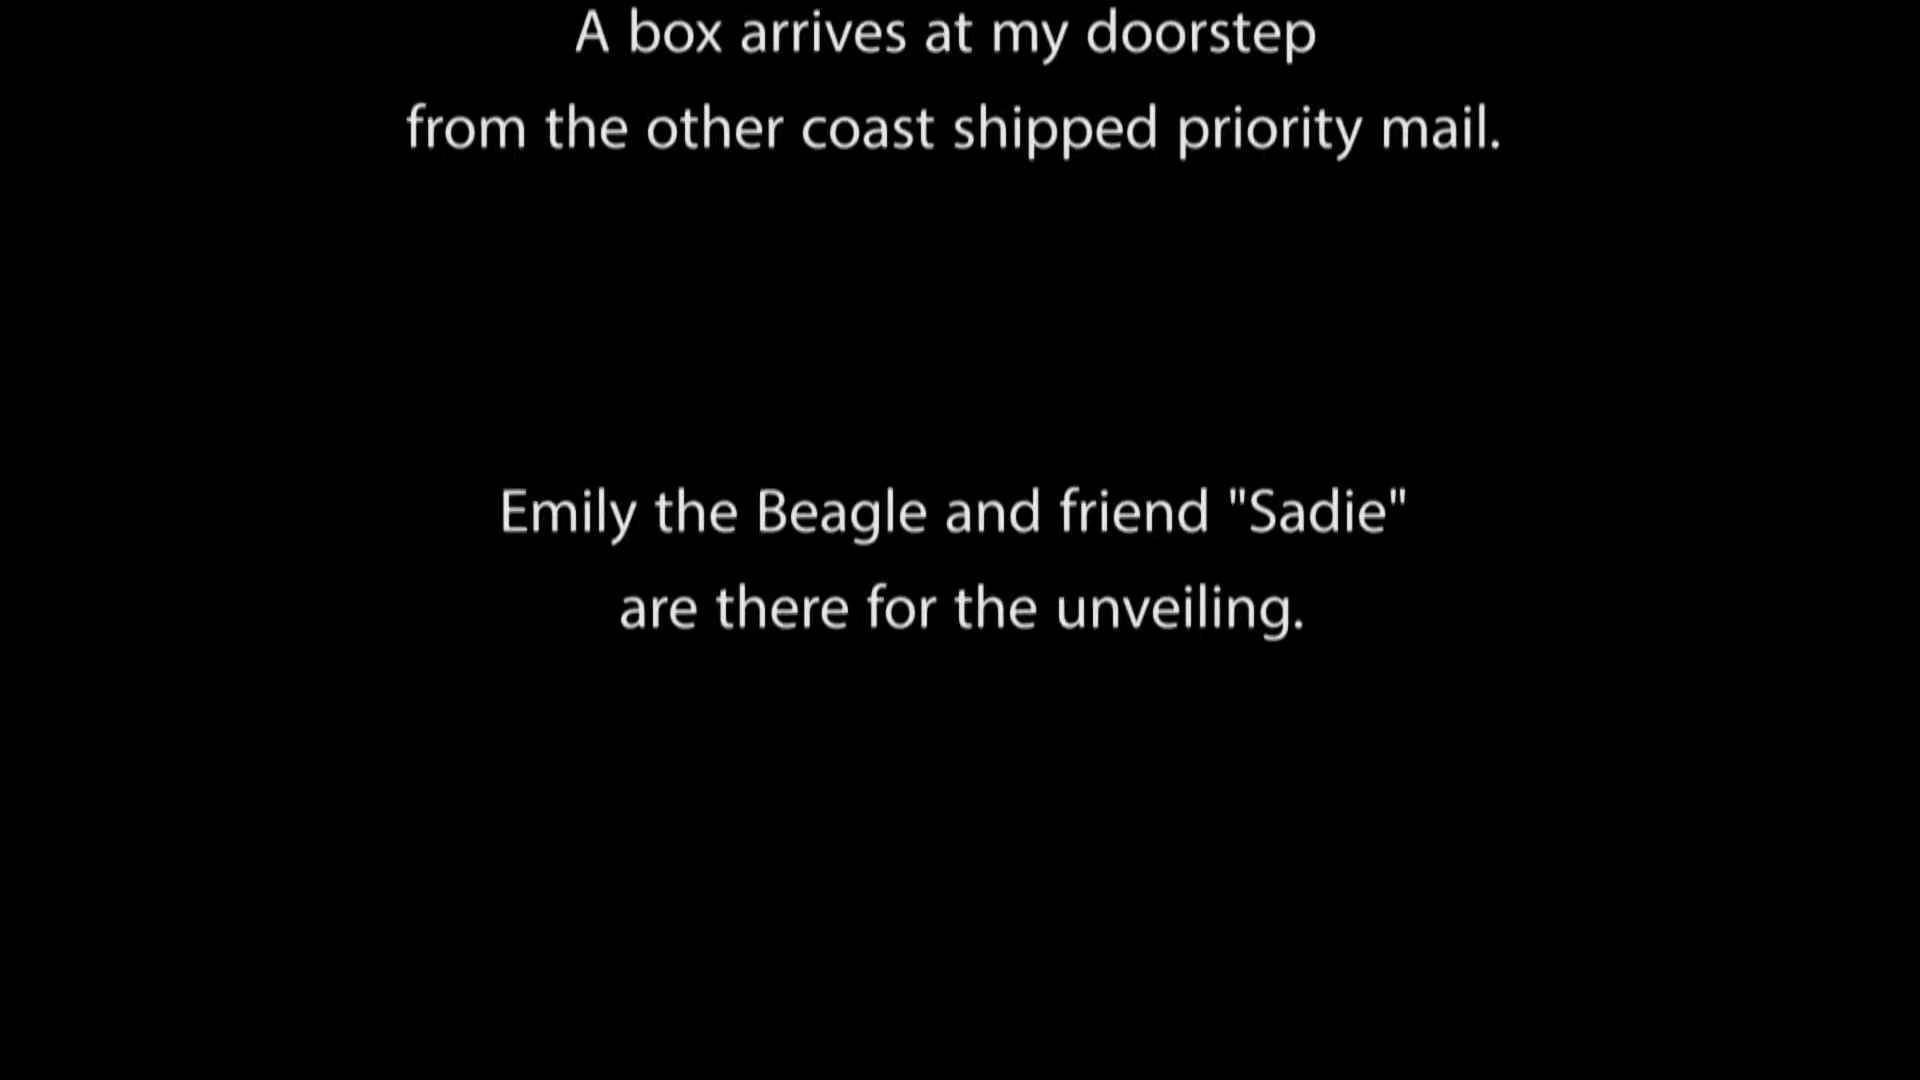 A box arrives at my doorstep
from the other coast shipped priority mail.
Emily the Beagle and friend "Sadie"
are there for the unveiling.